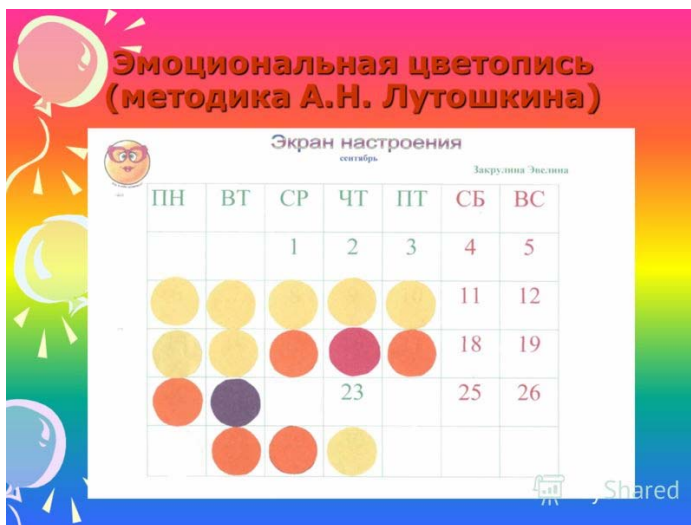 Эмоциональная цветопись
(методика А.Н. Лутошкина)
Экран настроения
сентябрь
Закрулина Эвелина
ПН ВТ СР ЧТ ПТ СБ ВС
1 2 3 4 5
11 12
18 19
23 25 26
Shared